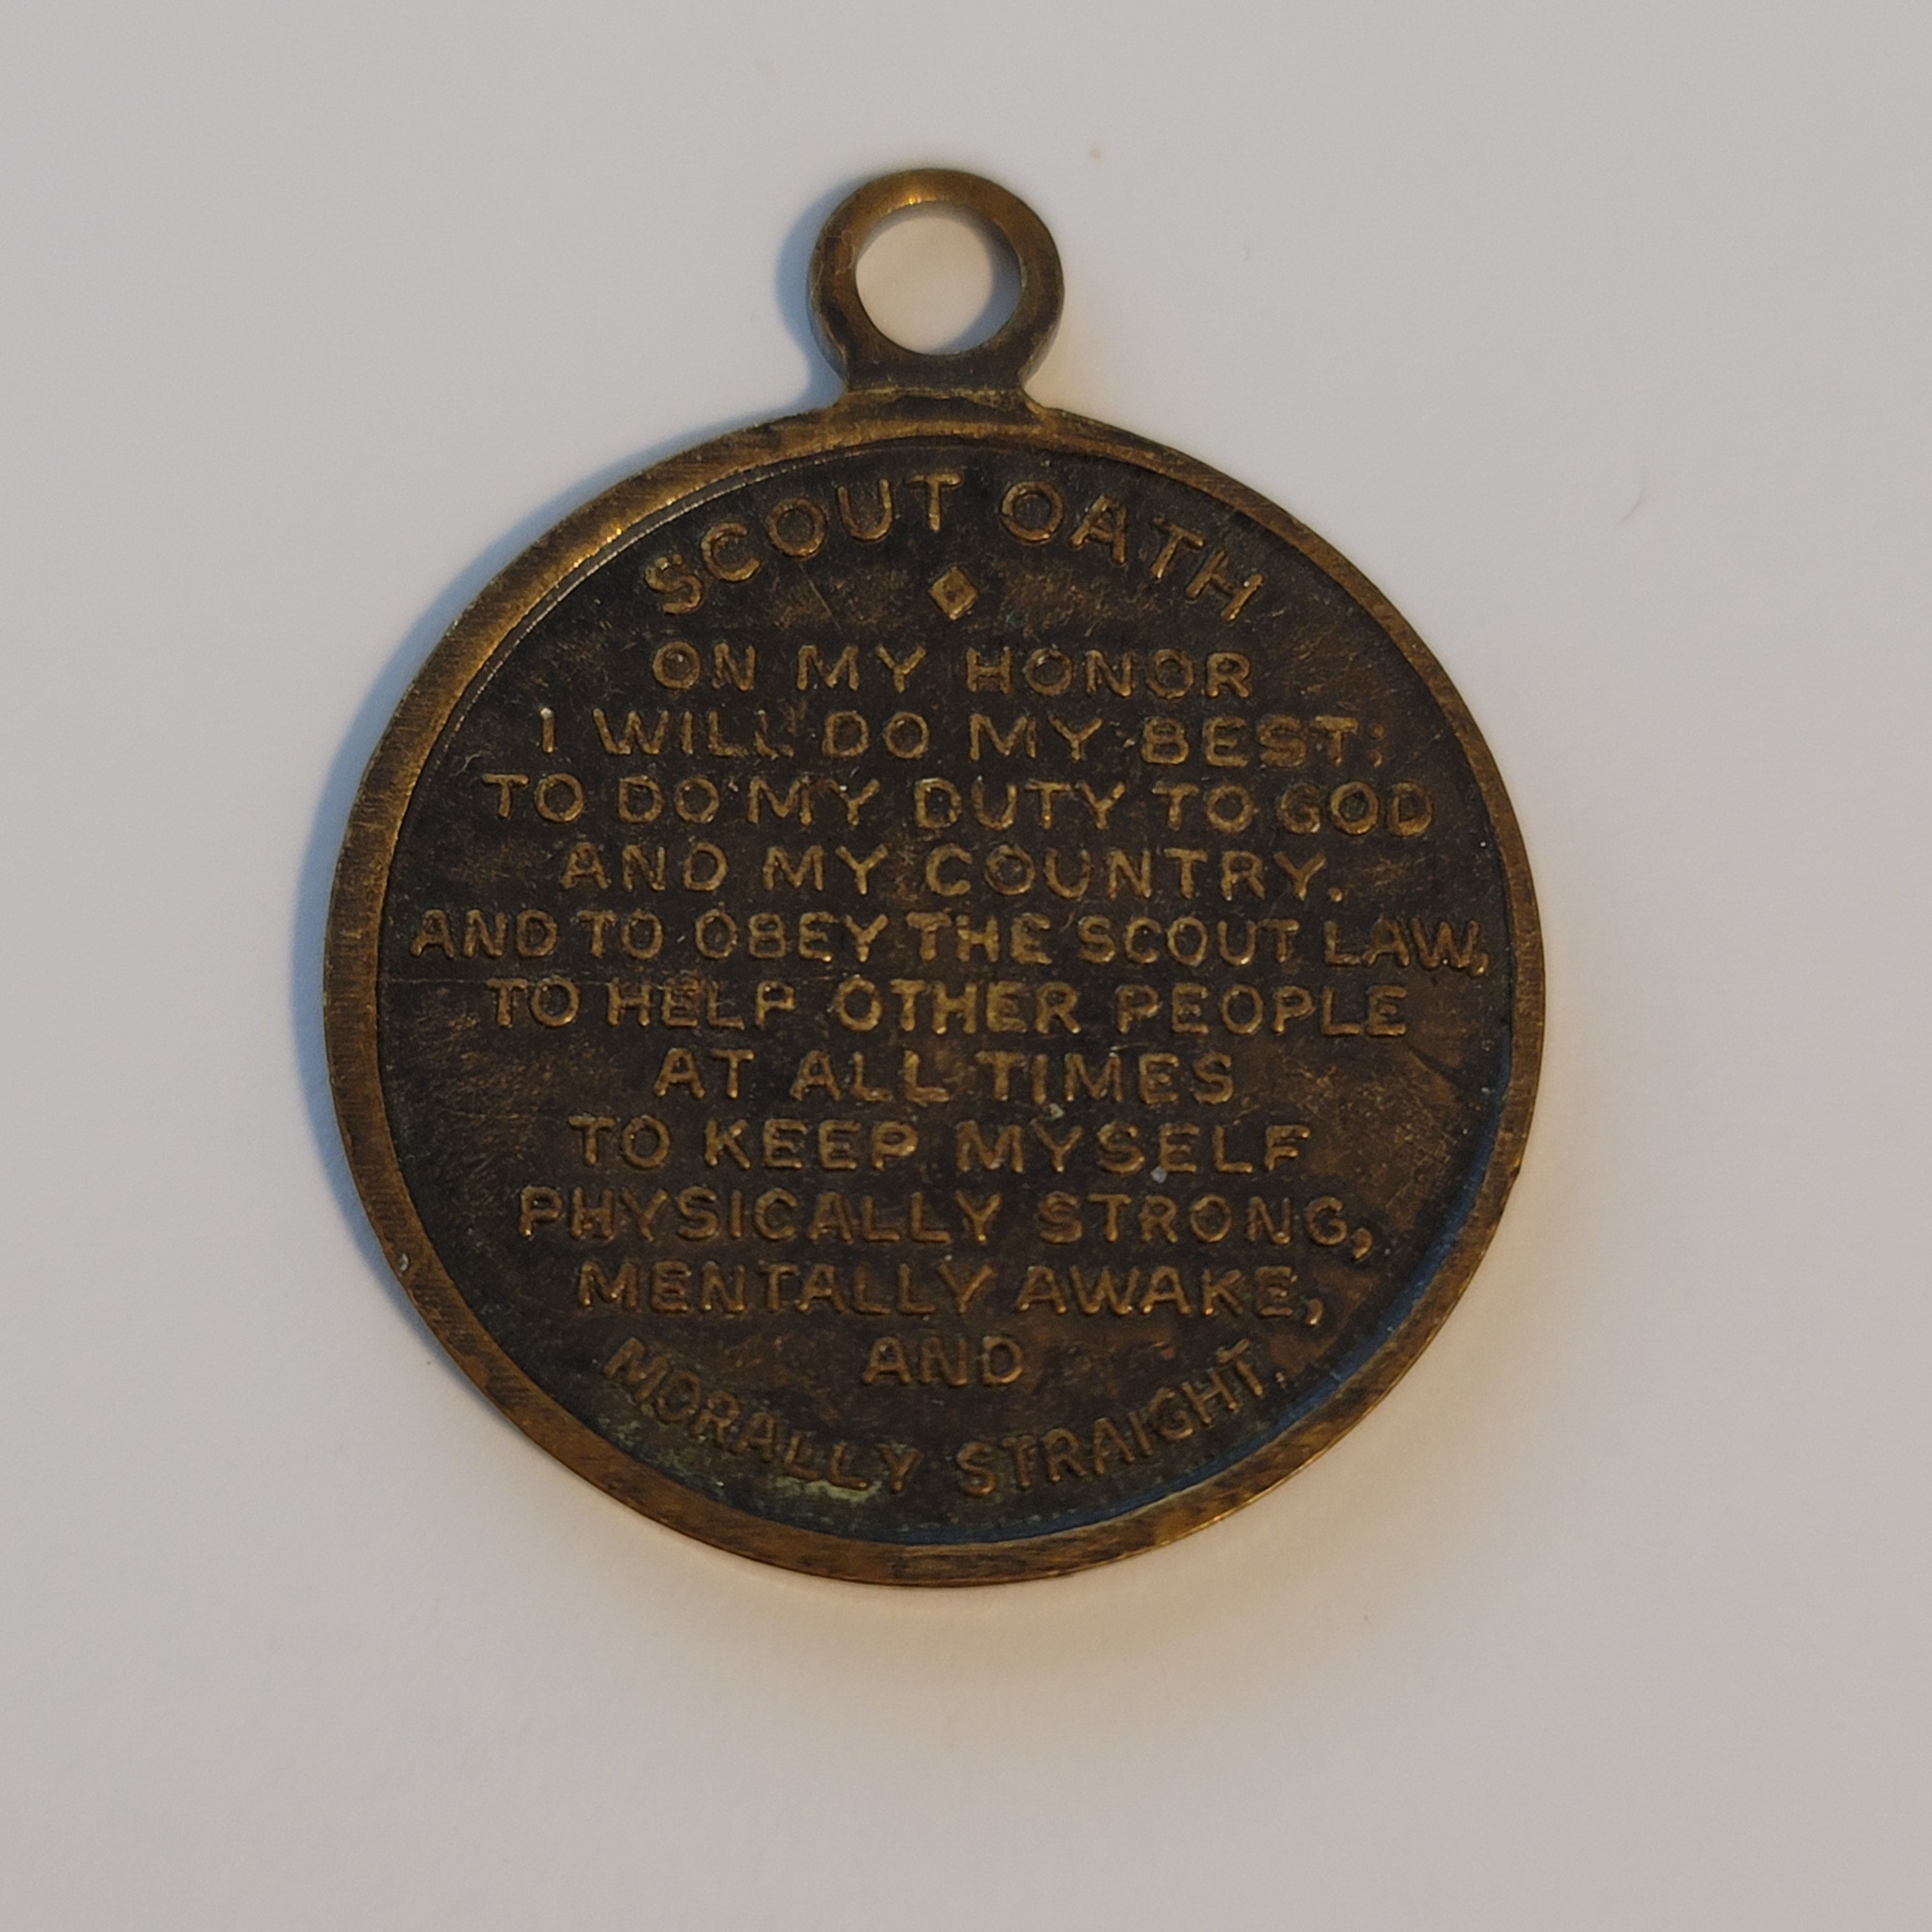 SCOUT OATH
ON MY HONOR
I WILL DO MY BEST:
TO DO MY DUTY TO GOD
AND MY COUNTRY.
AND TO OBEY THE SCOUT LAW,
TO HELP OTHER PEOPLE
AT ALL TIMES
TO KEEP MYSELF
PHYSICALLY STRONG,
MENTALLY AWAKE,
AND
MORALLY STRAIGHT.